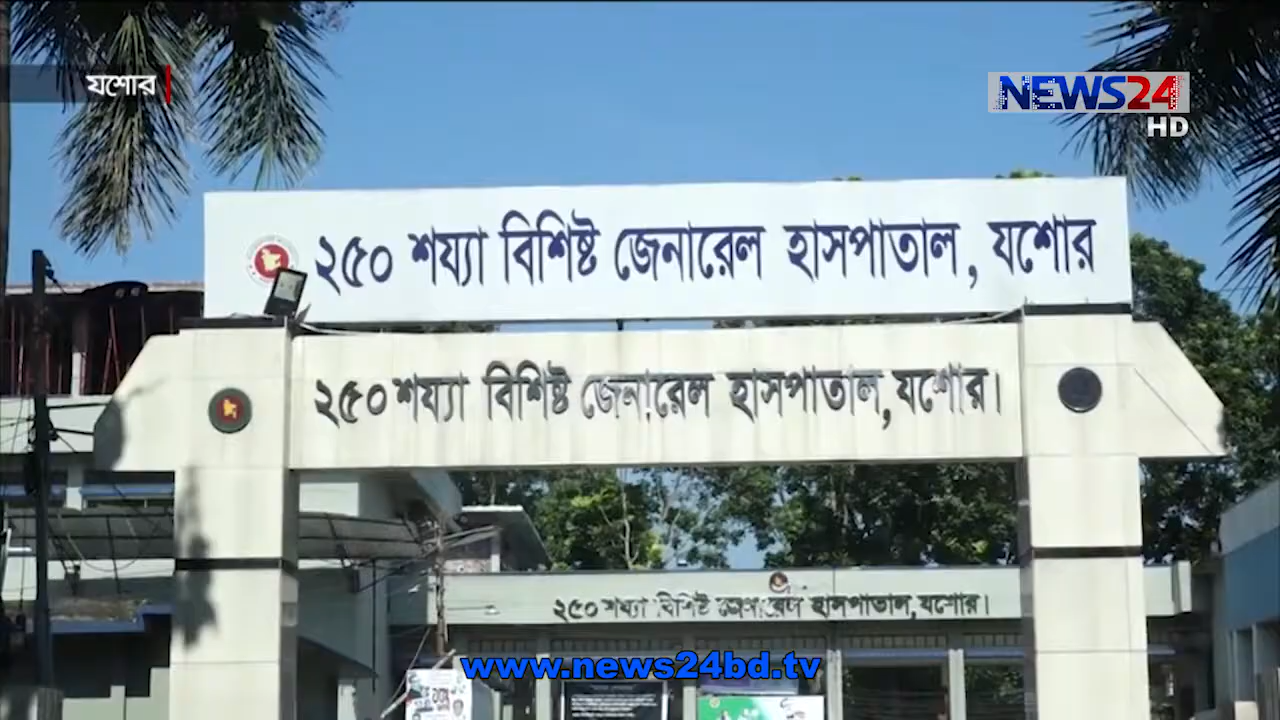 যশোর
NEWS24
HD
২৫০ শয্যা বিশিষ্ট জেনারেল হাসপাতাল, যশোর
২৫০ শয্যা বিশিষ্ট জেনারেল হাসপাতাল, যশোর।
২৫০ শয্যা বিশিষ্ট জেনারেল হাসপাতাল, যশোর।
www.news24bd.tv